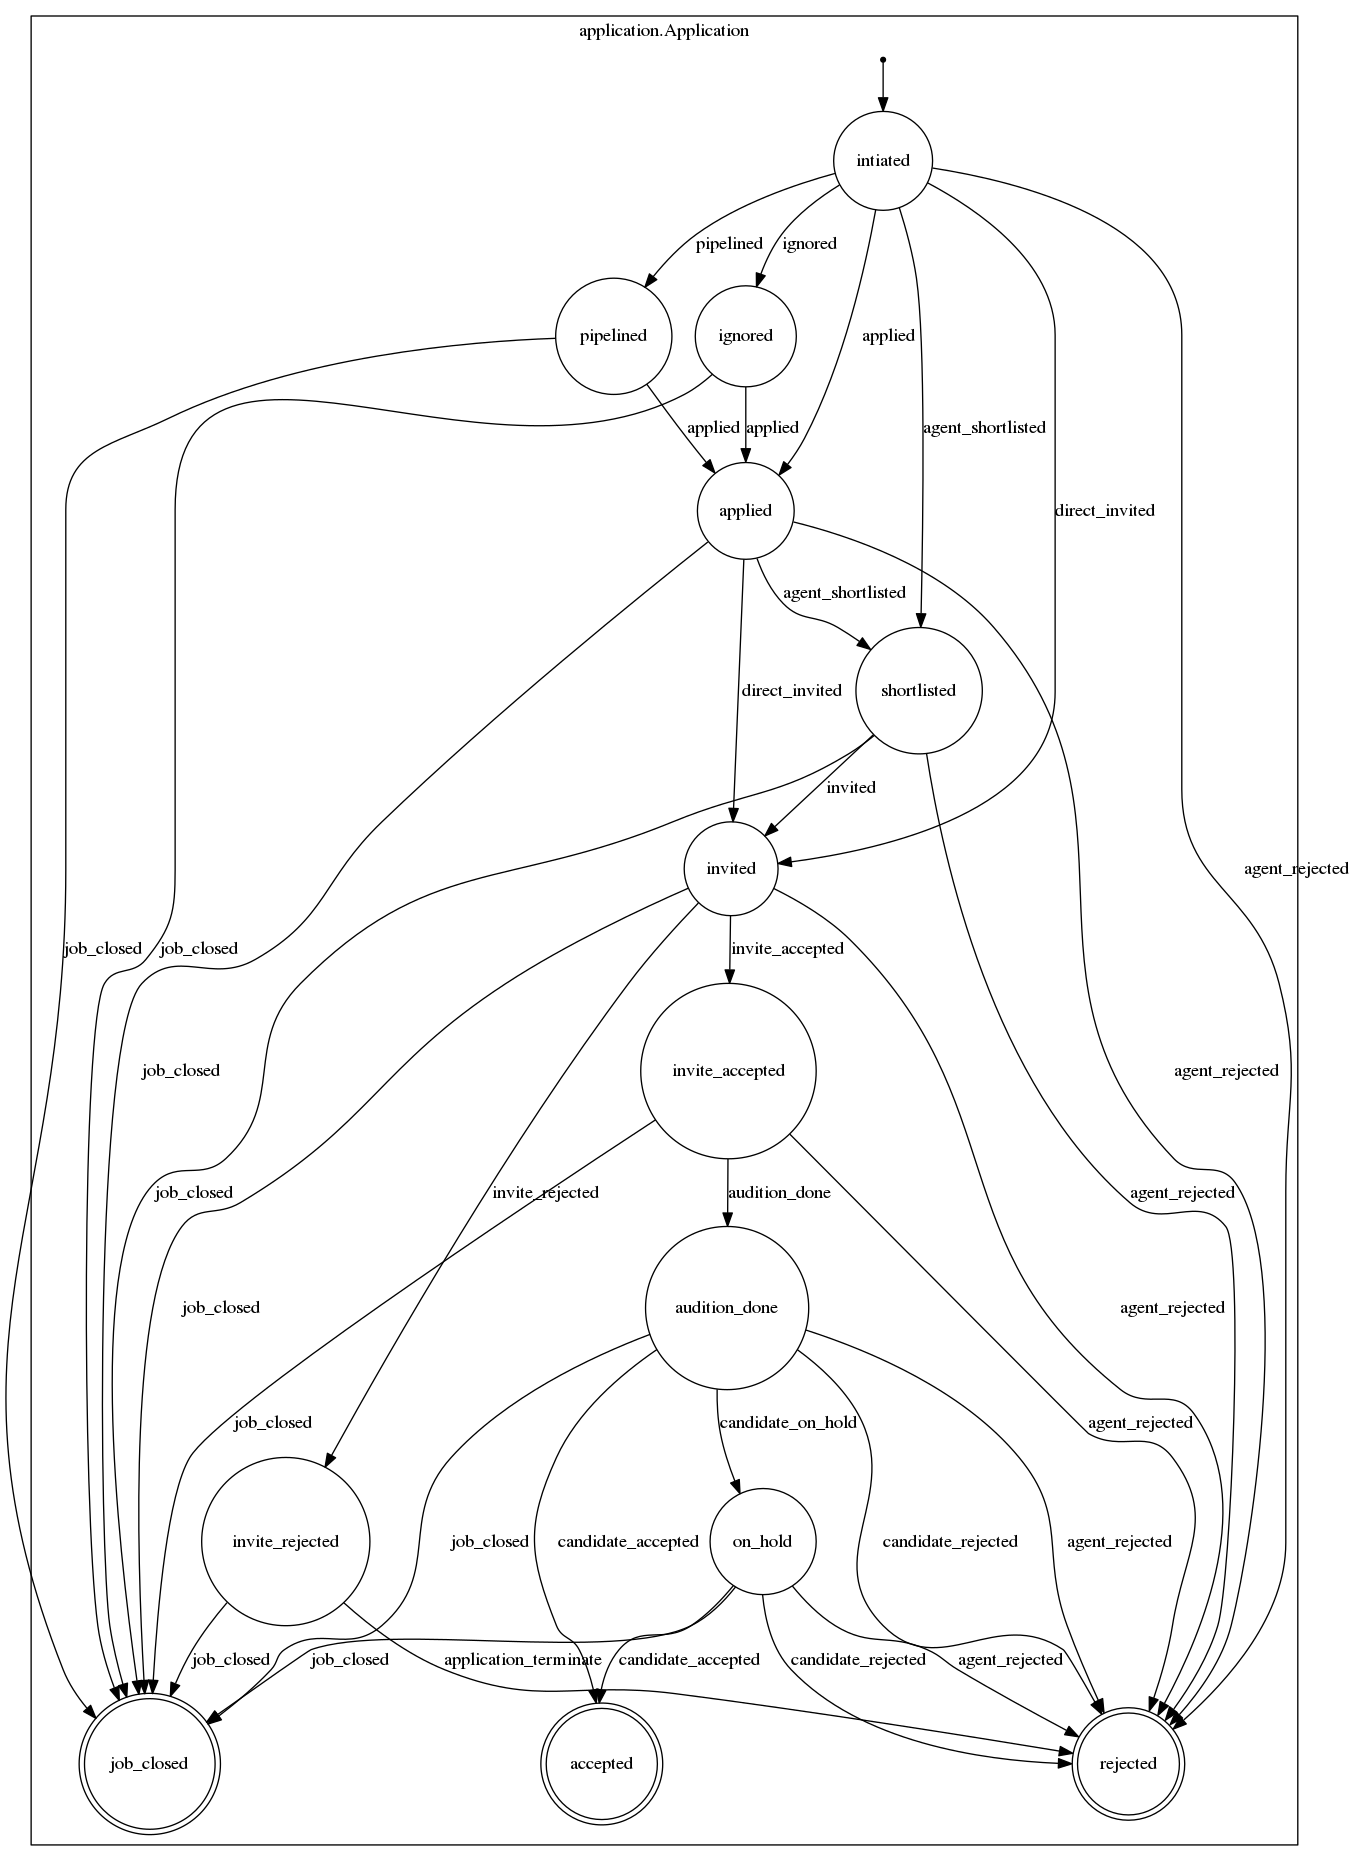 application.Application
intiated
pipelined
ignored
pipelined
ignored
applied
agent_shortlisted
applied
applied
applied
direct_invited
agent_shortlisted
shortlisted
direct_invited
invited
invited
agent_rejected
job_closed
job_closed
invite_accepted
job_closed
invite_accepted
agent_rejected
job_closed
invite_rejected
audition_done
agent_rejected
job_closed
audition_done
agent_rejected
job_closed
candidate_on_hold
agent_rejected
invite_rejected
job_closed
candidate_accepted
on_hold
candidate_rejected
agent_rejected
job_closed
job_closed
application_terminate
candidate_accepted
candidate_rejected
agent_rejected
job_closed
accepted
rejected